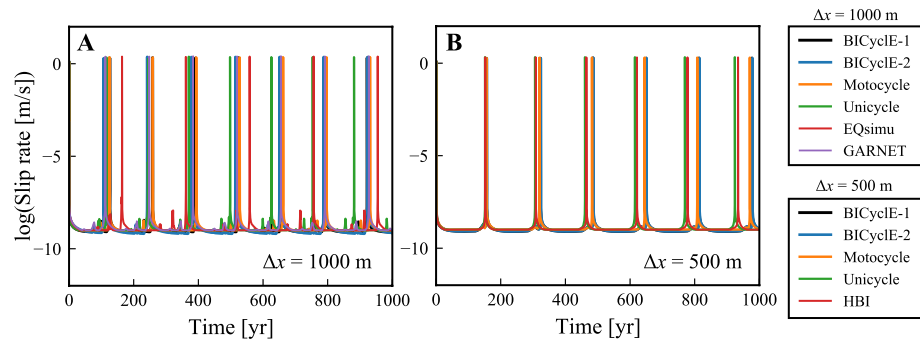 A
B
Δx = 1000 m
BICyclE-1
BICyclE-2
Motocycle
Unicycle
EQsimu
GARNET
Δx = 500 m
BICyclE-1
BICyclE-2
Motocycle
Unicycle
HBI
log(Slip rate [m/s])
0
−5
−10
Δx = 1000 m
0 200 400 600 800 1000
Time [yr]
0
−5
−10
Δx = 500 m
0 200 400 600 800 1000
Time [yr]